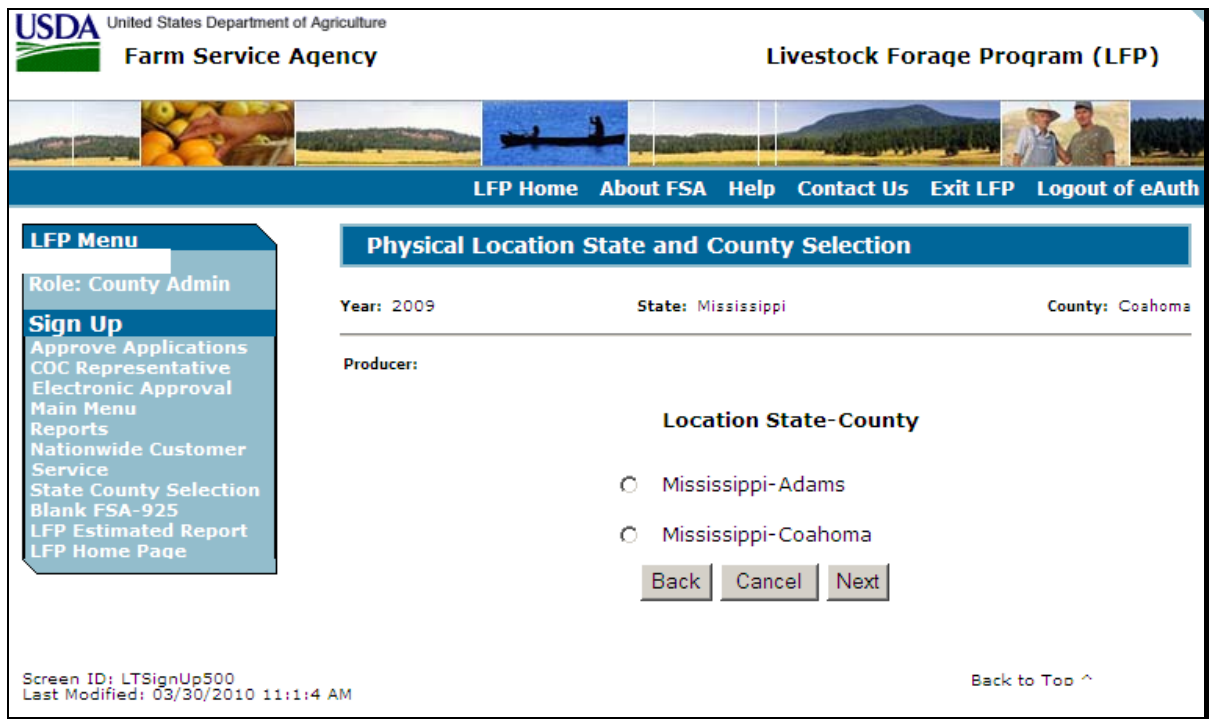 USDA United States Department of Agriculture
Farm Service Agency
Livestock Forage Program (LFP)
LFP Home About FSA Help Contact Us Exit LFP Logout of eAuth
LFP Menu
Role: County Admin
Sign Up
Approve Applications
COC Representative
Electronic Approval
Main Menu
Reports
Nationwide Customer
Service
State County Selection
Blank FSA-925
LFP Estimated Report
LFP Home Page
Physical Location State and County Selection
Year: 2009 State: Mississippi County: Coahoma
Producer:
Location State-County
Mississippi-Adams
Mississippi-Coahoma
Back Cancel Next
Screen ID: LTSignUp500
Last Modified: 03/30/2010 11:1:4 AM
Back to Top ^